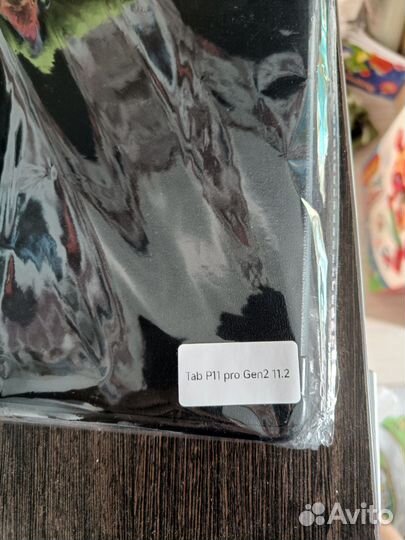 Tab P11 pro Gen2 11.2
Avito